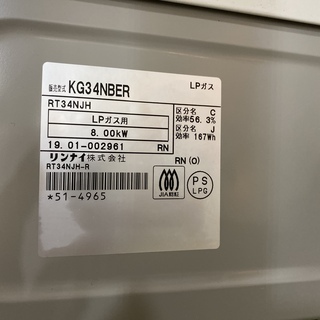 販売型式 KG34NBER LPガス
RT34NJH
LPガス用
8.00kW
区分名 C
効率56.3%
区分名 J
効率 167Wh
19.01-002961 RN
リンナイ株式会社 RN(O)
RT34NJH-R
*51-4965
JIA
PS
LPG